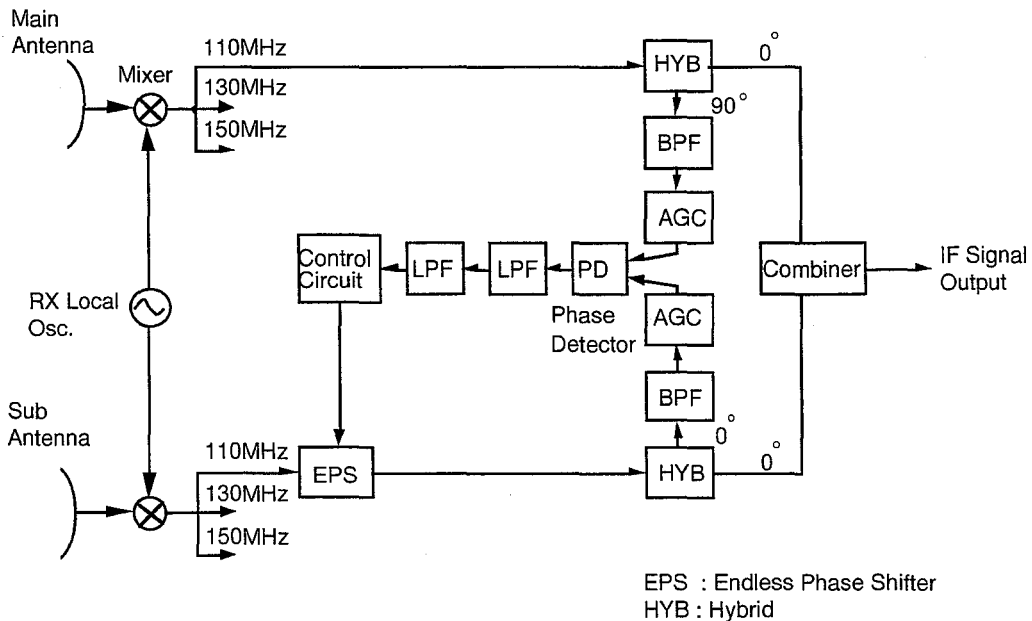 Main
Antenna
Mixer
110MHz
130MHz
150MHz
HYB
0°
90°
BPF
AGC
Control
Circuit
LPF
LPF
PD
Phase
Detector
AGC
BPF
0°
Combiner
IF Signal
Output
RX Local
Osc.
Sub
Antenna
110MHz
130MHz
150MHz
EPS
HYB
0°
EPS : Endless Phase Shifter
HYB : Hybrid